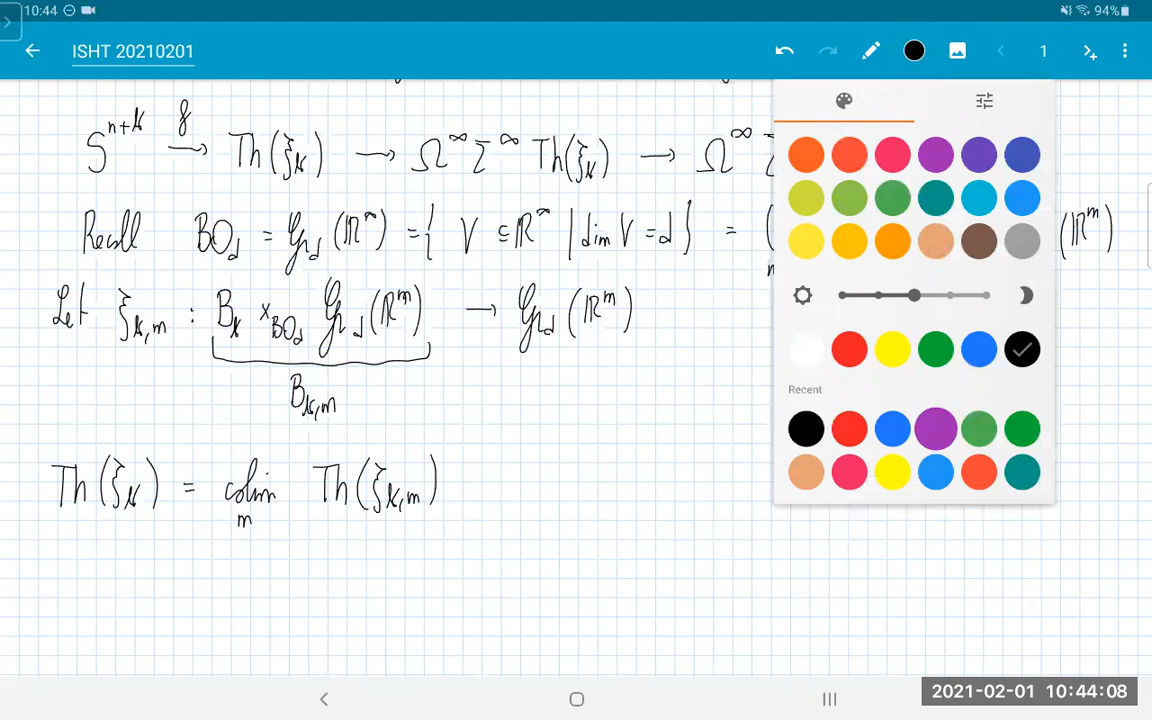 10:44 94%
ISHT 20210201 1
S^{n+k} \xrightarrow{f} Th(ξ_k) → Ω^∞ Σ^∞ Th(ξ_k) → Ω^∞
Recall BO_d = Gr_d(ℝ^∞) = { V ⊆ ℝ^∞ | dim V = d } = (ℝ^m)
Let ξ_{k,m} : B_k ×_{BO_d} Gr_d(ℝ^m) → Gr_d(ℝ^m)
B_{k,m}
Th(ξ_k) = colim_m Th(ξ_{k,m})
Recent
2021-02-01 10:44:08